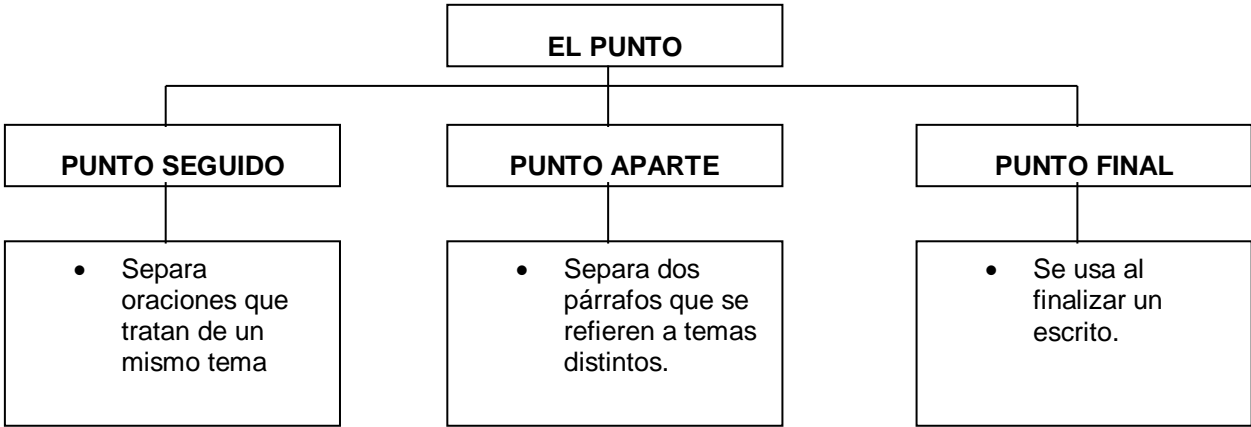 EL PUNTO
PUNTO SEGUIDO
PUNTO APARTE
PUNTO FINAL
• Separa
oraciones que
tratan de un
mismo tema
• Separa dos
párrafos que se
refieren a temas
distintos.
• Se usa al
finalizar un
escrito.